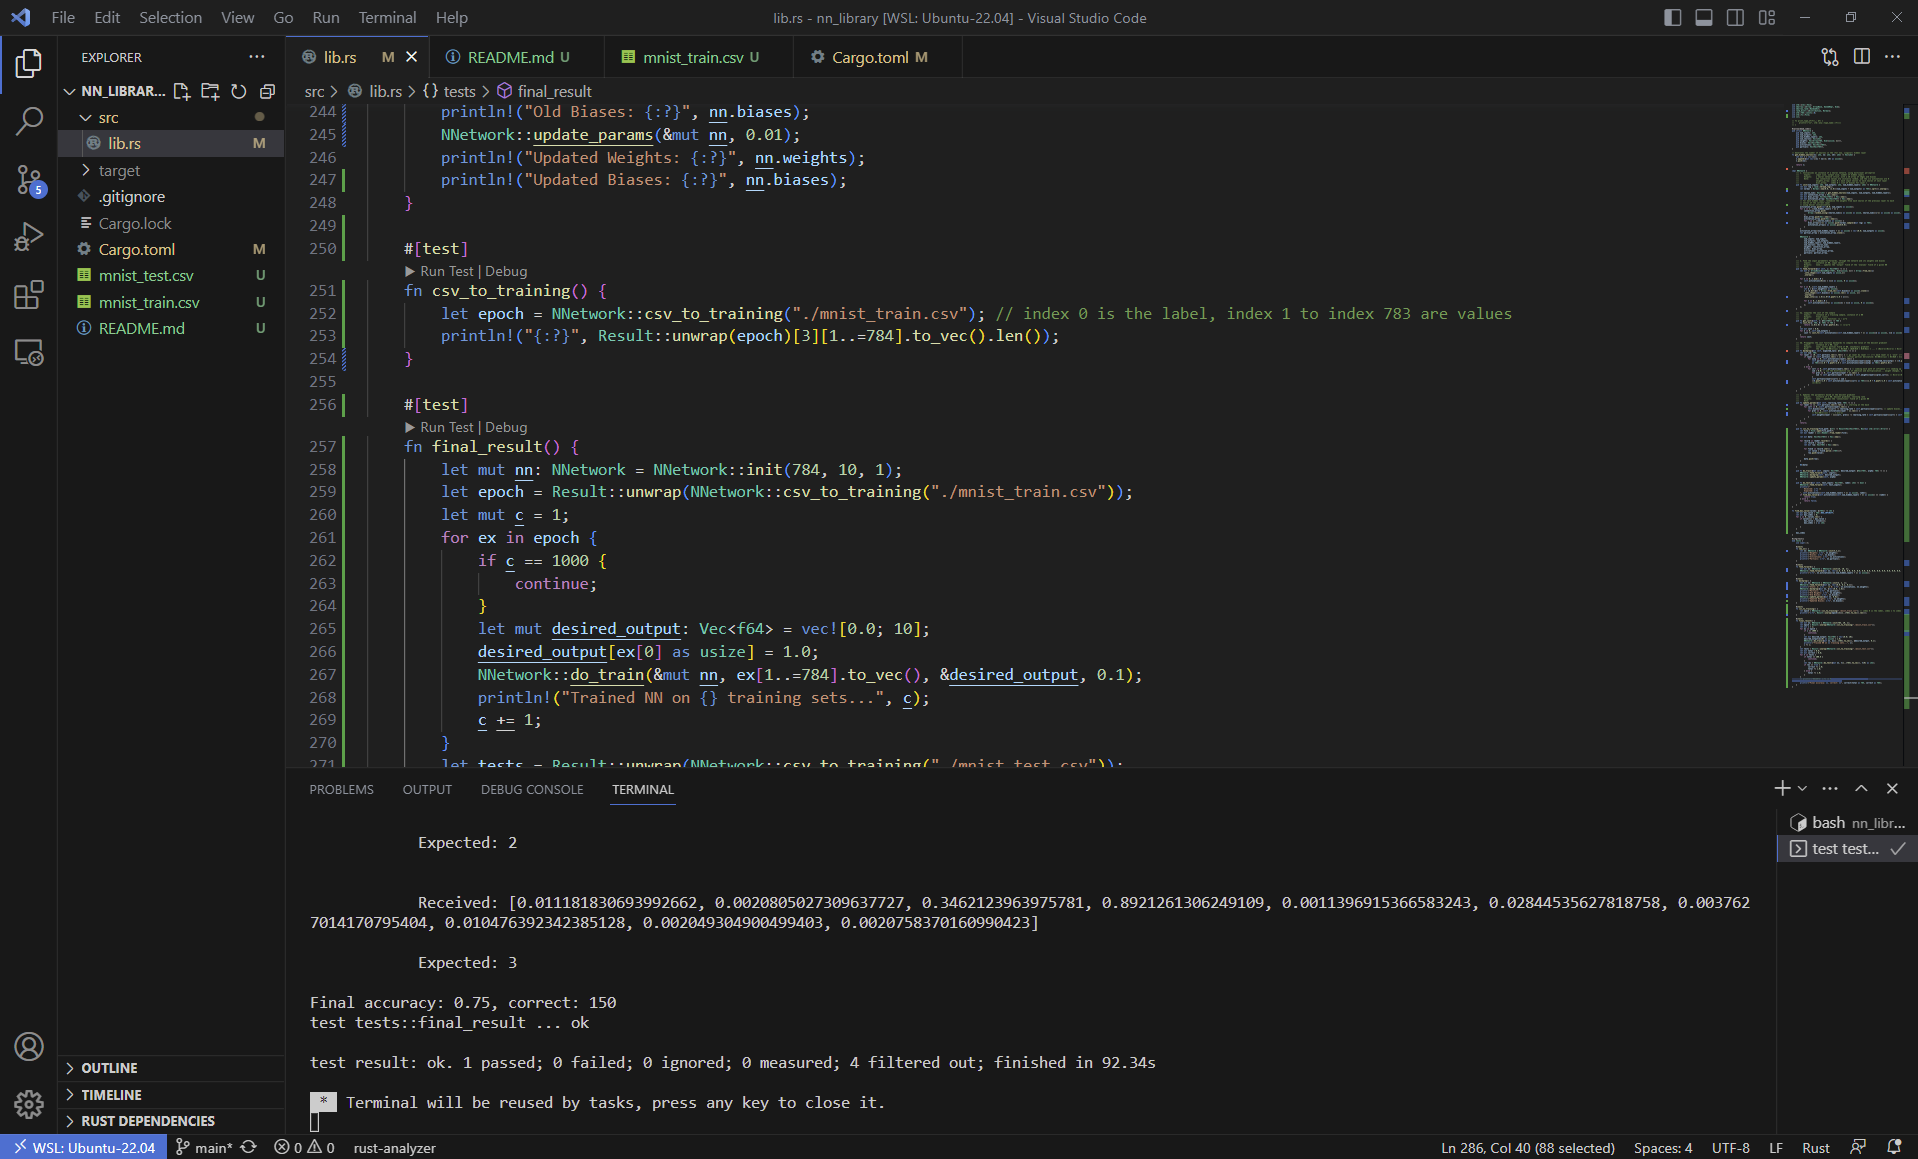 File Edit Selection View Go Run Terminal Help
lib.rs - nn_library [WSL: Ubuntu-22.04] - Visual Studio Code
EXPLORER
NN_LIBRAR...
src
lib.rs M
target
.gitignore
Cargo.lock
Cargo.toml M
mnist_test.csv U
mnist_train.csv U
README.md U
5
OUTLINE
TIMELINE
RUST DEPENDENCIES
lib.rs M
README.md U
mnist_train.csv U
Cargo.toml M
src > lib.rs > {} tests > final_result
244 println!("Old Biases: {:?}", nn.biases);
245 NNetwork::update_params(&mut nn, 0.01);
246 println!("Updated Weights: {:?}", nn.weights);
247 println!("Updated Biases: {:?}", nn.biases);
248 }
249
250 #[test]
Run Test | Debug
251 fn csv_to_training() {
252 let epoch = NNetwork::csv_to_training("./mnist_train.csv"); // index 0 is the label, index 1 to index 783 are values
253 println!("{:?}", Result::unwrap(epoch)[3][1..=784].to_vec().len());
254 }
255
256 #[test]
Run Test | Debug
257 fn final_result() {
258 let mut nn: NNetwork = NNetwork::init(784, 10, 1);
259 let epoch = Result::unwrap(NNetwork::csv_to_training("./mnist_train.csv"));
260 let mut c = 1;
261 for ex in epoch {
262 if c == 1000 {
263 continue;
264 }
265 let mut desired_output: Vec<f64> = vec![0.0; 10];
266 desired_output[ex[0] as usize] = 1.0;
267 NNetwork::do_train(&mut nn, ex[1..=784].to_vec(), &desired_output, 0.1);
268 println!("Trained NN on {} training sets...", c);
269 c += 1;
270 }
271 let tests = Result::unwrap(NNetwork::csv_to_training("./mnist_test.csv"));
PROBLEMS OUTPUT DEBUG CONSOLE TERMINAL
Expected: 2
Received: [0.011181830693992662, 0.0020805027309637727, 0.3462123963975781, 0.8921261306249109, 0.0011396915366583243, 0.02844535627818758, 0.003762
7014170795404, 0.010476392342385128, 0.002049304900499403, 0.0020758370160990423]
Expected: 3
Final accuracy: 0.75, correct: 150
test tests::final_result ... ok
test result: ok. 1 passed; 0 failed; 0 ignored; 0 measured; 4 filtered out; finished in 92.34s
* Terminal will be reused by tasks, press any key to close it.
bash nn_libr...
test test...
WSL: Ubuntu-22.04 main* 0 0 rust-analyzer
Ln 286, Col 40 (88 selected) Spaces: 4 UTF-8 LF Rust